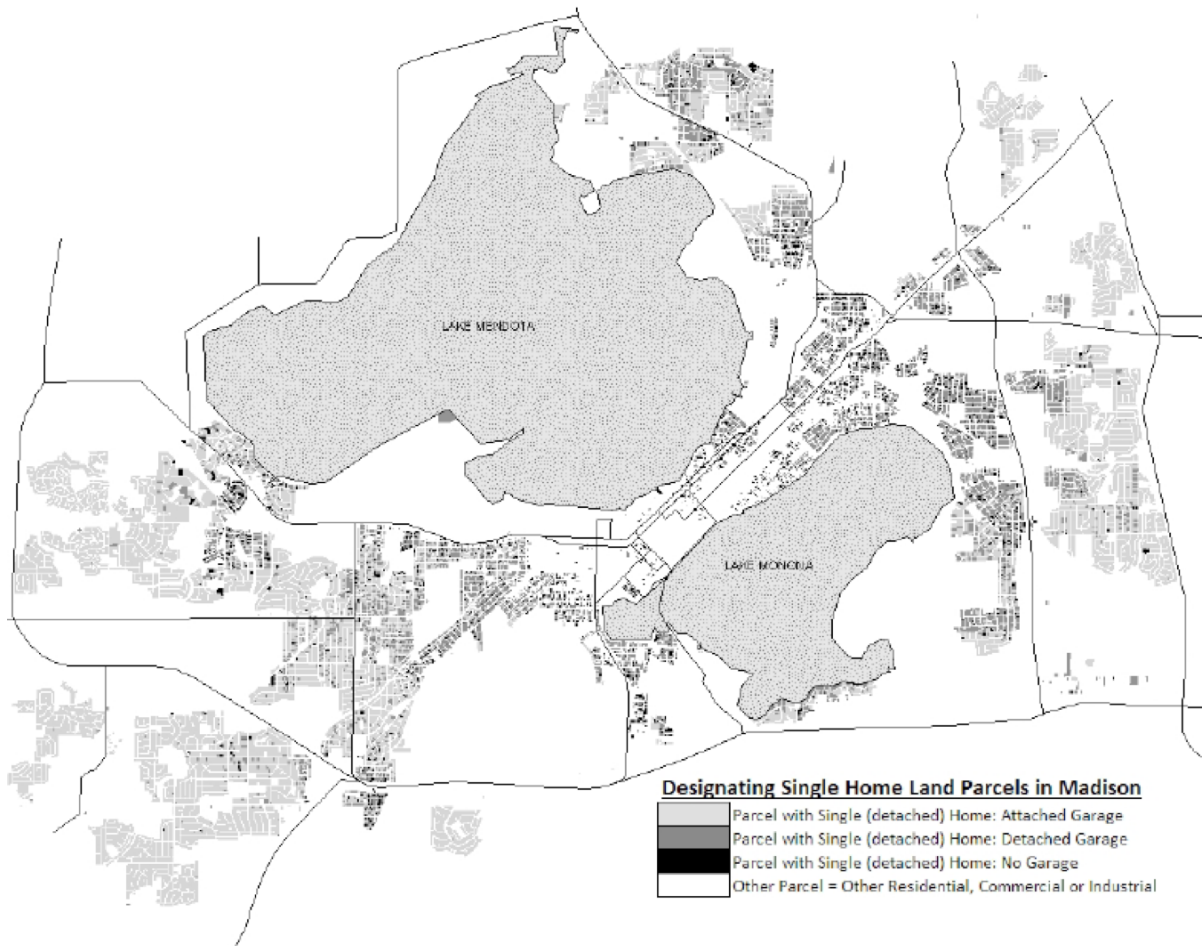 LAKE MENDOTA
LAKE MONONA
Designating Single Home Land Parcels in Madison
Parcel with Single (detached) Home: Attached Garage
Parcel with Single (detached) Home: Detached Garage
Parcel with Single (detached) Home: No Garage
Other Parcel = Other Residential, Commercial or Industrial